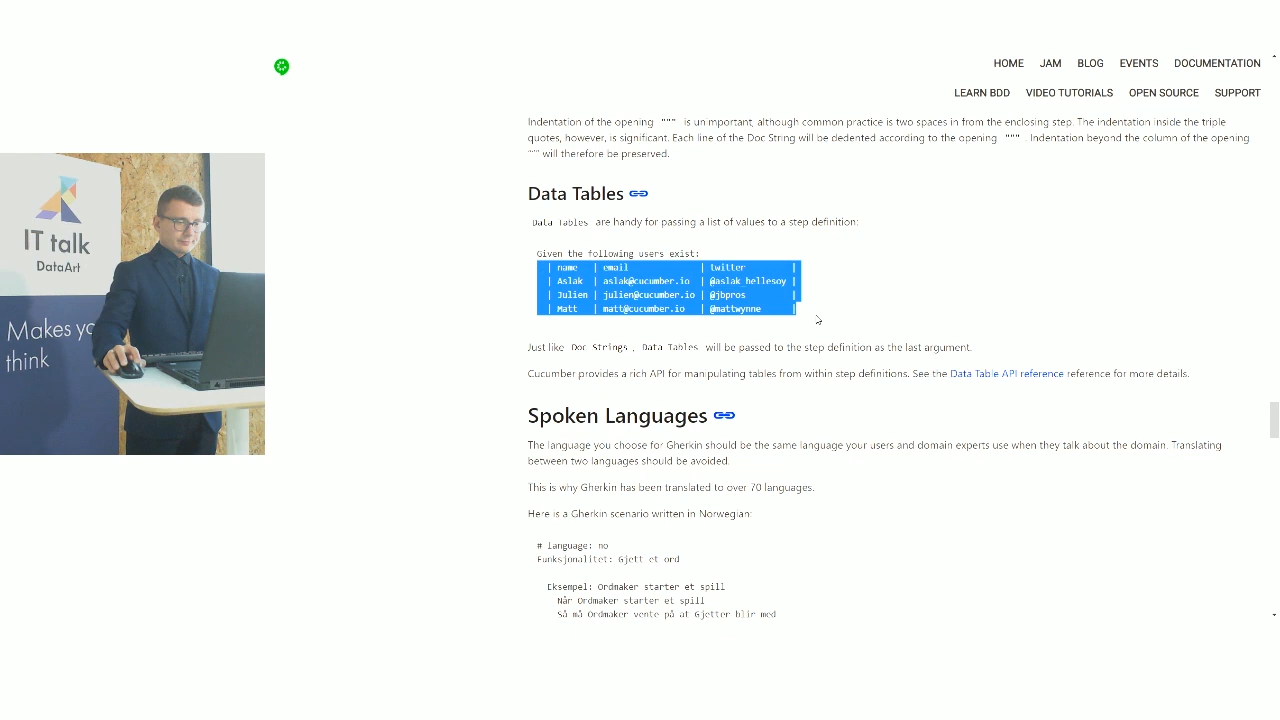 HOME JAM BLOG EVENTS DOCUMENTATION
LEARN BDD VIDEO TUTORIALS OPEN SOURCE SUPPORT
Indentation of the opening """ is unimportant, although common practice is two spaces in from the enclosing step. The indentation inside the triple
quotes, however, is significant. Each line of the Doc String will be dedented according to the opening """ . Indentation beyond the column of the opening
""" will therefore be preserved.
Data Tables
Data Tables are handy for passing a list of values to a step definition:
Given the following users exist:
| name | email | twitter |
| Aslak | aslak@cucumber.io | @aslak_hellesoy |
| Julien | julien@cucumber.io | @jbpros |
| Matt | matt@cucumber.io | @mattwynne |
Just like Doc Strings , Data Tables will be passed to the step definition as the last argument.
Cucumber provides a rich API for manipulating tables from within step definitions. See the Data Table API reference reference for more details.
Spoken Languages
The language you choose for Gherkin should be the same language your users and domain experts use when they talk about the domain. Translating
between two languages should be avoided.
This is why Gherkin has been translated to over 70 languages.
Here is a Gherkin scenario written in Norwegian:
# language: no
Funksjonalitet: Gjett et ord
Eksempel: Ordmaker starter et spill
Når Ordmaker starter et spill
Så må Ordmaker vente på at Gjetter blir med
IT talk
DataArt
Makes yo
think